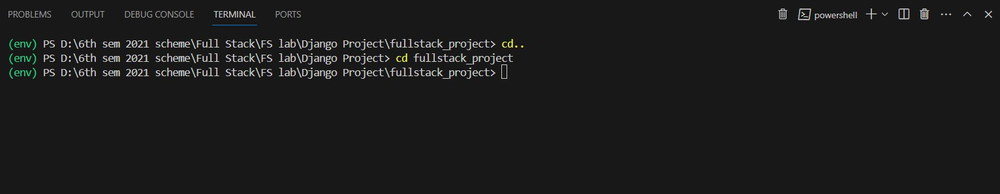 PROBLEMS OUTPUT DEBUG CONSOLE TERMINAL PORTS powershell
(env) PS D:\6th sem 2021 scheme\Full Stack\FS lab\Django Project\fullstack_project> cd..
(env) PS D:\6th sem 2021 scheme\Full Stack\FS lab\Django Project> cd fullstack_project
(env) PS D:\6th sem 2021 scheme\Full Stack\FS lab\Django Project\fullstack_project>